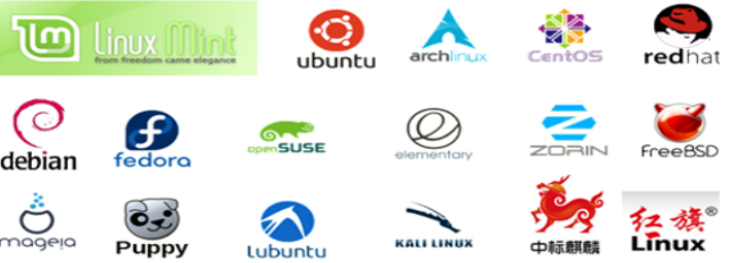 lm Linux Mint
from freedom came elegance
ubuntu
archlinux
CentOS
redhat
debian
fedora
openSUSE
elementary
ZORIN
FreeBSD
mageia
Puppy
Lubuntu
KALI LINUX
中标麒麟
红旗®
Linux